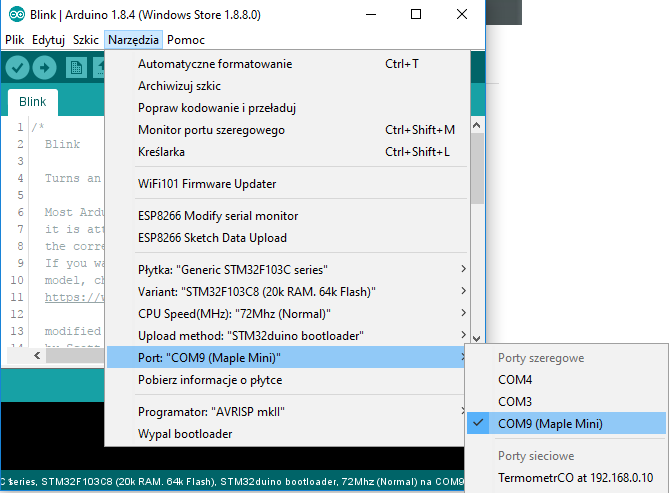 Blink | Arduino 1.8.4 (Windows Store 1.8.8.0)
Plik Edytuj Szkic Narzędzia Pomoc
Blink
1 /*
2 Blink
3
4 Turns an
5
6 Most Ardu
7 it is att
8 the corre
9 If you wa
10 model, ch
11 https://w
12
13 modified
14
Automatyczne formatowanie Ctrl+T
Archiwizuj szkic
Popraw kodowanie i przeładuj
Monitor portu szeregowego Ctrl+Shift+M
Kreślarka Ctrl+Shift+L
WiFi101 Firmware Updater
ESP8266 Modify serial monitor
ESP8266 Sketch Data Upload
Płytka: "Generic STM32F103C series"
Variant: "STM32F103C8 (20k RAM. 64k Flash)"
CPU Speed(MHz): "72Mhz (Normal)"
Upload method: "STM32duino bootloader"
Port: "COM9 (Maple Mini)"
Pobierz informacje o płytce
Programator: "AVRISP mkII"
Wypal bootloader
Porty szeregowe
COM4
COM3
COM9 (Maple Mini)
Porty sieciowe
TermometrCO at 192.168.0.10
C series, STM32F103C8 (20k RAM. 64k Flash), STM32duino bootloader, 72Mhz (Normal) na COM9